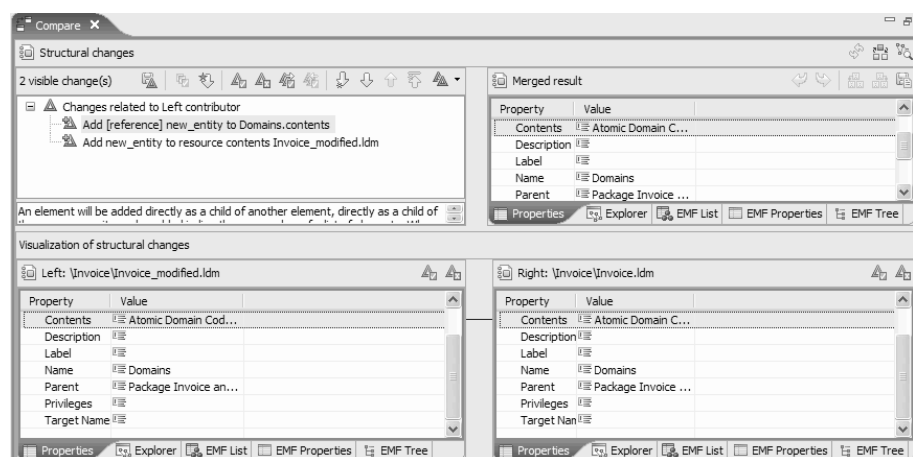 Compare
Structural changes
2 visible change(s)
Changes related to Left contributor
Add [reference] new_entity to Domains.contents
Add new_entity to resource contents Invoice_modified.ldm
An element will be added directly as a child of another element, directly as a child of
Merged result
Property Value
Contents Atomic Domain C...
Description
Label
Name Domains
Parent Package Invoice ...
Properties Explorer EMF List EMF Properties EMF Tree
Visualization of structural changes
Left: \Invoice\Invoice_modified.ldm
Property Value
Contents Atomic Domain Cod...
Description
Label
Name Domains
Parent Package Invoice an...
Privileges
Target Name
Properties Explorer EMF List EMF Properties EMF Tree
Right: \Invoice\Invoice.ldm
Property Value
Contents Atomic Domain C...
Description
Label
Name Domains
Parent Package Invoice ...
Privileges
Target Nam
Properties Explorer EMF List EMF Properties EMF Tree